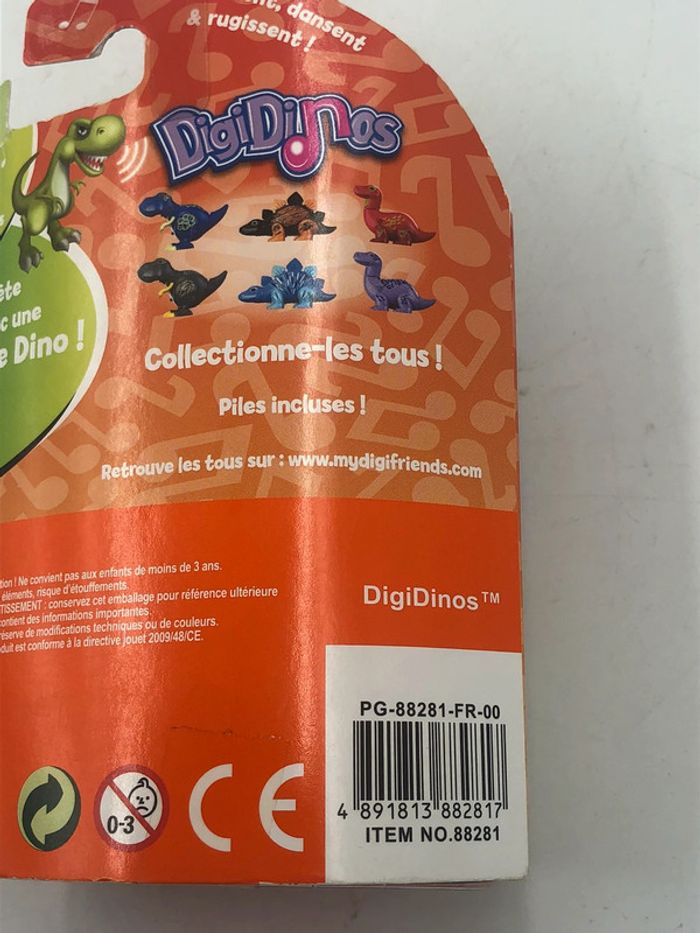 dansent
& rugissent !
DigiDinos
une
Dino !
Collectionne-les tous !
Piles incluses !
Retrouve les tous sur : www.mydigifriends.com
! Ne convient pas aux enfants de moins de 3 ans.
éléments, risque d'étouffements.
: conservez cet emballage pour référence ultérieure
contient des informations importantes.
de modifications techniques ou de couleurs.
est conforme à la directive jouet 2009/48/CE.
DigiDinos™
PG-88281-FR-00
4 891813 882817
ITEM NO.88281
0-3
CE